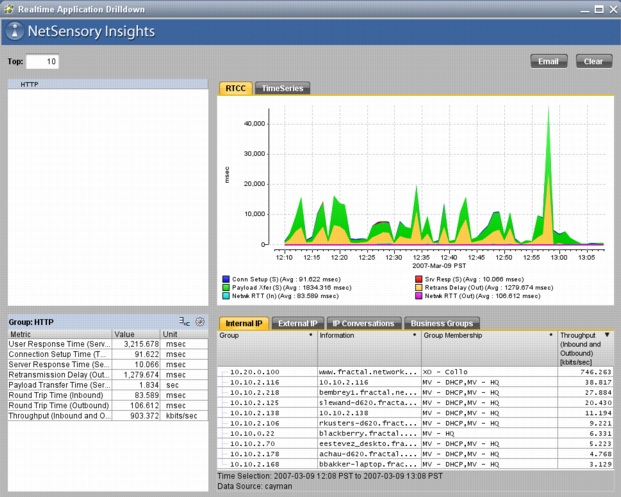 Realtime Application Drilldown
NetSensory Insights
Top: 10
Email Clear
HTTP
RTCC TimeSeries
40,000
30,000
20,000
10,000
0
msec
12:10 12:15 12:20 12:25 12:30 12:35 12:40 12:45 12:50 12:55 13:00 13:05
2007-Mar-09 PST
Conn Setup (S) (Avg : 91.622 msec) Srv Resp (S) (Avg : 10.066 msec)
Payload Xfer (S) (Avg : 1834.316 msec) Retrans Delay (Out) (Avg : 1279.674 msec)
Netwk RTT (In) (Avg : 83.589 msec) Netwk RTT (Out) (Avg : 106.612 msec)
Group: HTTP
Metric Value Unit
User Response Time (Serv... 3,215.678 msec
Connection Setup Time (T... 91.622 msec
Server Response Time (Se... 10.066 msec
Retransmission Delay (Out... 1,279.674 msec
Payload Transfer Time (Ser... 1.834 sec
Round Trip Time (Inbound) 83.589 msec
Round Trip Time (Outbound) 106.612 msec
Throughput (Inbound and O... 903.372 kbits/sec
Internal IP External IP IP Conversations Business Groups
Group Information Group Membership Throughput (Inbound and Outbound) [kbits/sec]
10.20.0.100 www.fractal.network... XO - Collo 746.263
10.10.2.116 10.10.2.116 MV - DHCP,MV - HQ 38.817
10.10.2.218 bembrey1.fractal.ne... MV - DHCP,MV - HQ 27.884
10.10.2.125 slewand-d620.fracta... MV - DHCP,MV - HQ 20.430
10.10.2.138 10.10.2.138 MV - DHCP,MV - HQ 11.194
10.10.2.106 rkusters-d620.fract... MV - DHCP,MV - HQ 9.221
10.10.0.22 blackberry.fractal.... MV - HQ 6.331
10.10.2.70 eestevez_deskto.fra... MV - DHCP,MV - HQ 5.223
10.10.2.178 achau-d620.fractal.... MV - DHCP,MV - HQ 4.768
10.10.2.168 bbakker-laptop.frac... MV - DHCP,MV - HQ 3.129
Time Selection: 2007-03-09 12:08 PST to 2007-03-09 13:08 PST
Data Source: cayman